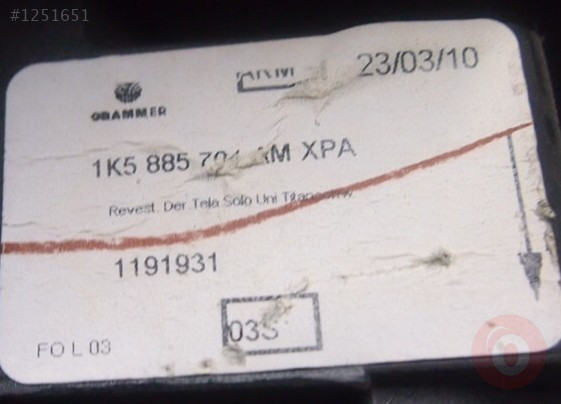 #1251651
GRAMMER
23/03/10
1K5 885 XPA
Revest. Der. Tela Solo Uni
1191931
03S
FO L 03